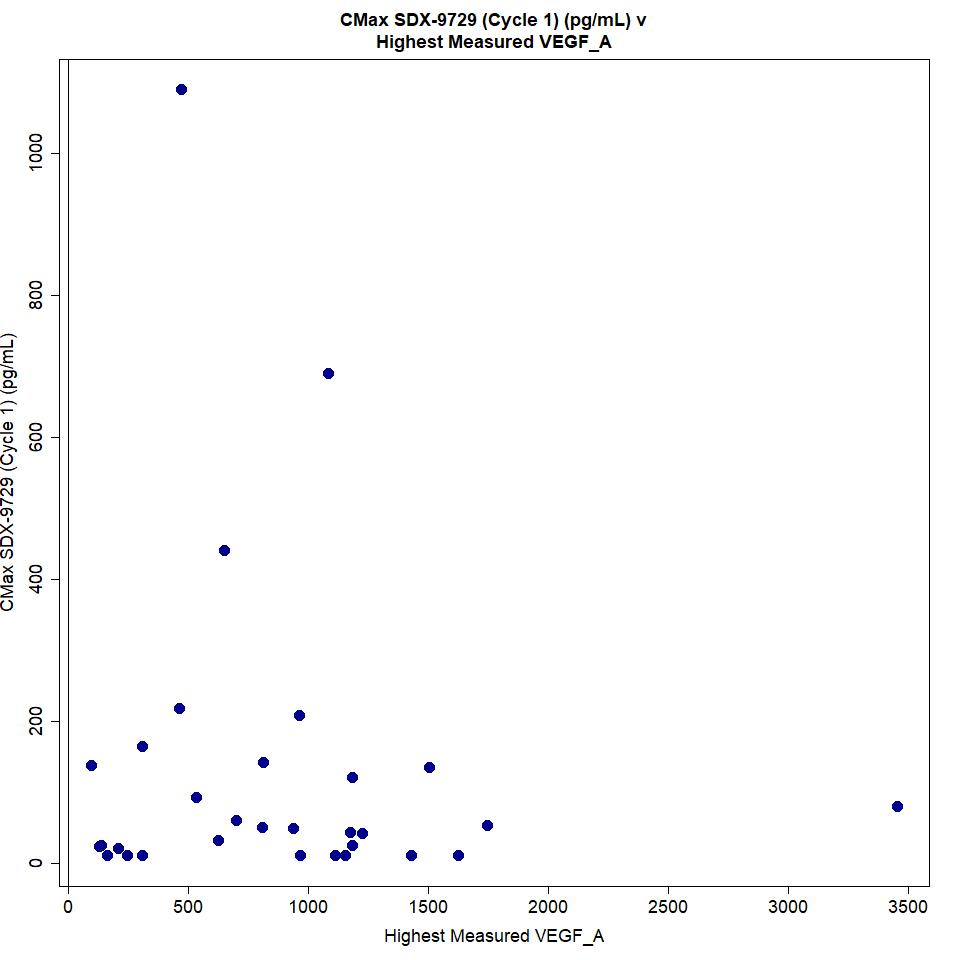 CMax SDX-9729 (Cycle 1) (pg/mL) v
Highest Measured VEGF_A
CMax SDX-9729 (Cycle 1) (pg/mL)
1000
800
600
400
200
0
0 500 1000 1500 2000 2500 3000 3500
Highest Measured VEGF_A